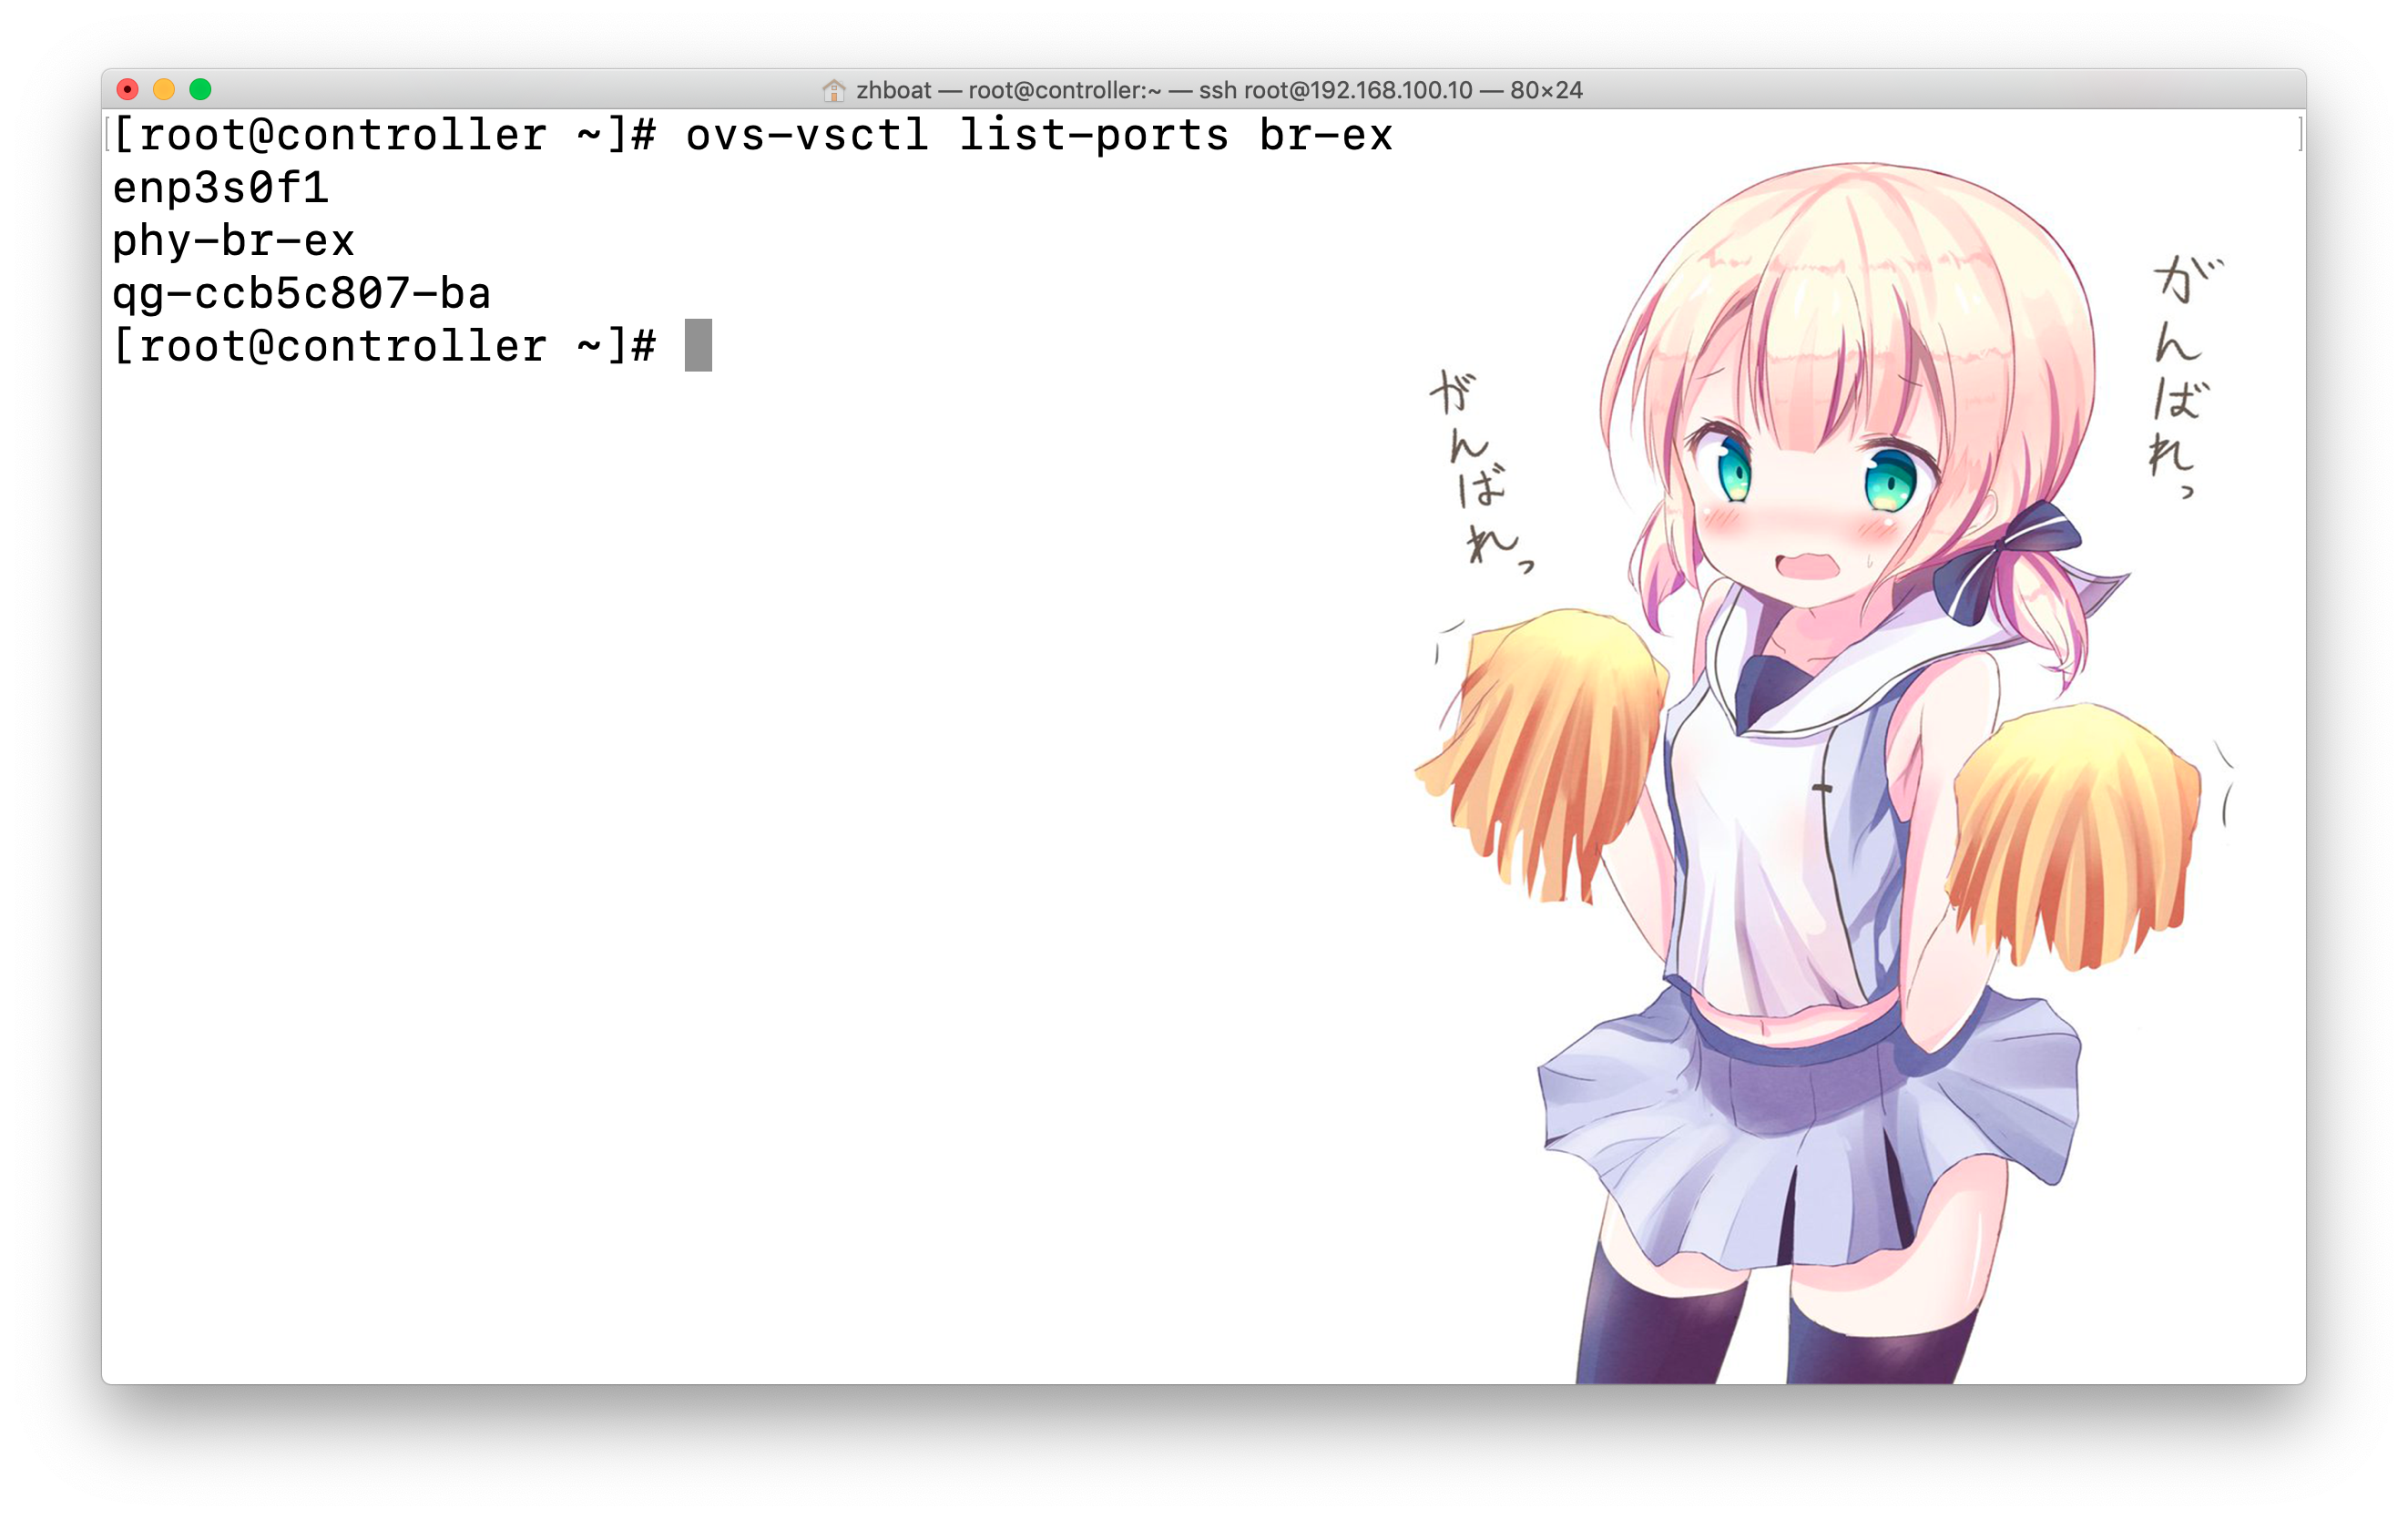 zhboat — root@controller:~ — ssh root@192.168.100.10 — 80×24
[root@controller ~]# ovs-vsctl list-ports br-ex
enp3s0f1
phy-br-ex
qg-ccb5c807-ba
[root@controller ~]#
がんばれっ
がんばれっ